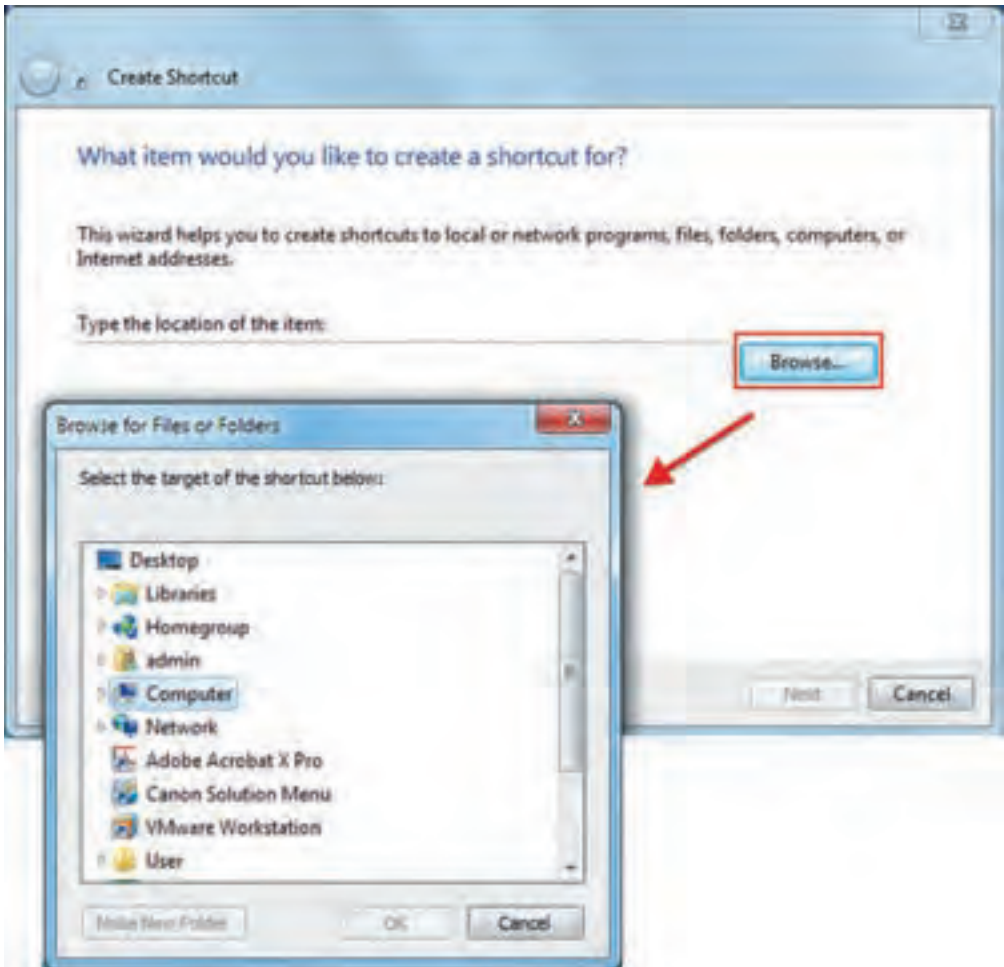 Create Shortcut
What item would you like to create a shortcut for?
This wizard helps you to create shortcuts to local or network programs, files, folders, computers, or
Internet addresses.
Type the location of the item:
Browse...
Browse for Files or Folders
Select the target of the shortcut below:
Desktop
Libraries
Homegroup
admin
Computer
Network
Adobe Acrobat X Pro
Canon Solution Menu
VMware Workstation
User
Make New Folder
OK
Cancel
Next
Cancel